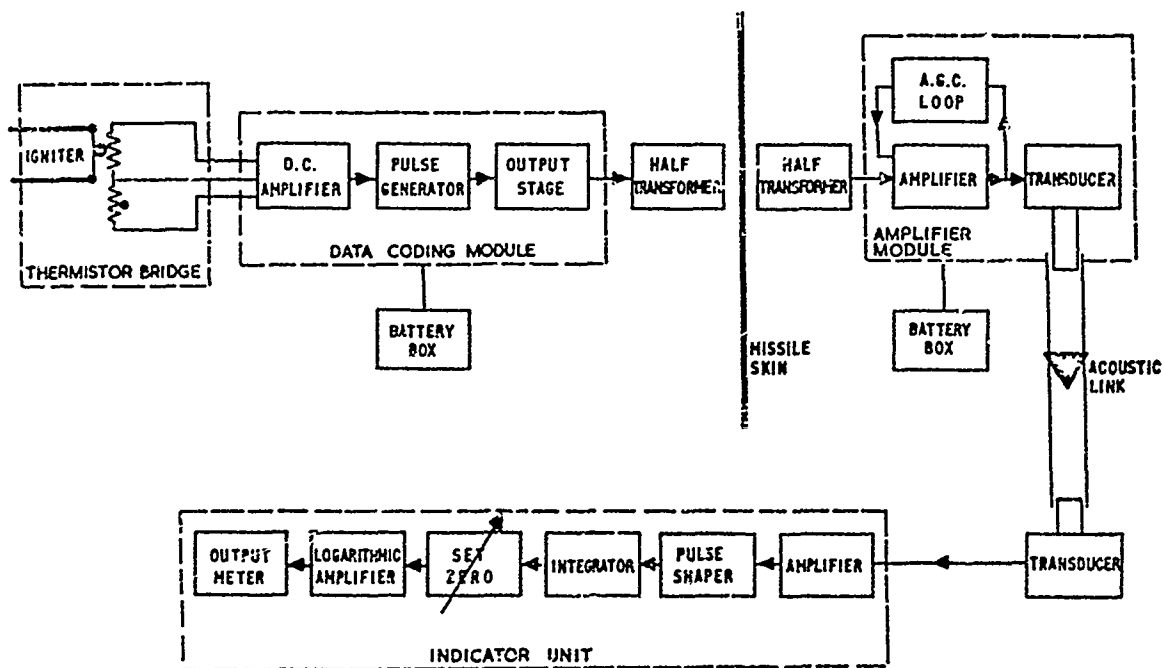 IGNITER
THERMISTOR BRIDGE
D.C.
AMPLIFIER
PULSE
GENERATOR
OUTPUT
STAGE
DATA CODING MODULE
BATTERY
BOX
HALF
TRANSFORMER
MISSILE
SKIN
HALF
TRANSFORMER
A.G.C.
LOOP
AMPLIFIER
TRANSDUCER
AMPLIFIER
MODULE
BATTERY
BOX
ACOUSTIC
LINK
OUTPUT
METER
LOGARITHMIC
AMPLIFIER
SET
ZERO
INTEGRATOR
PULSE
SHAPER
AMPLIFIER
TRANSDUCER
INDICATOR UNIT